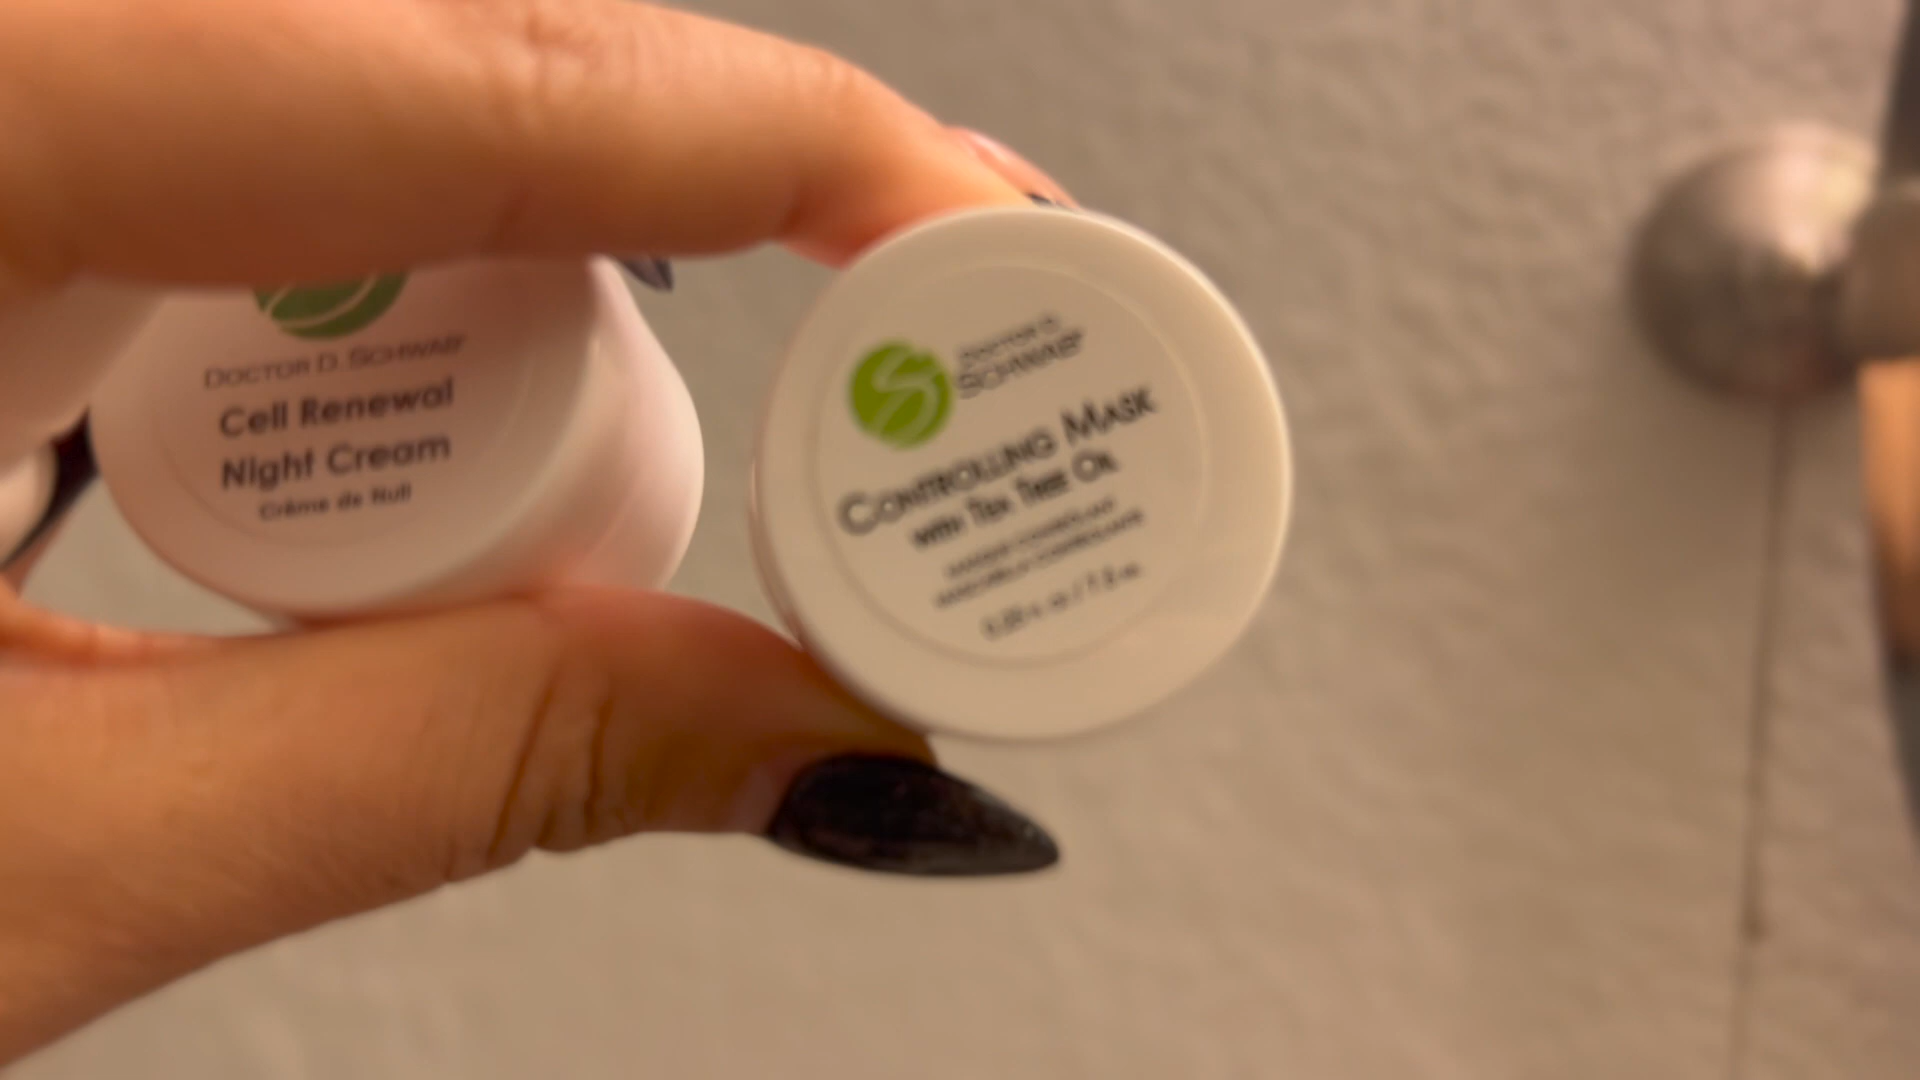 DOCTOR D. SCHWAB®
Cell Renewal
Night Cream
Crème de Nuit
DOCTOR D.
SCHWAB®
CONTROLLING MASK
WITH TEA TREE OIL